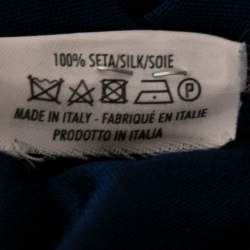 100% SETA/SILK/SOIE
P
MADE IN ITALY - FABRIQUÉ EN ITALIE
PRODOTTO IN ITALIA